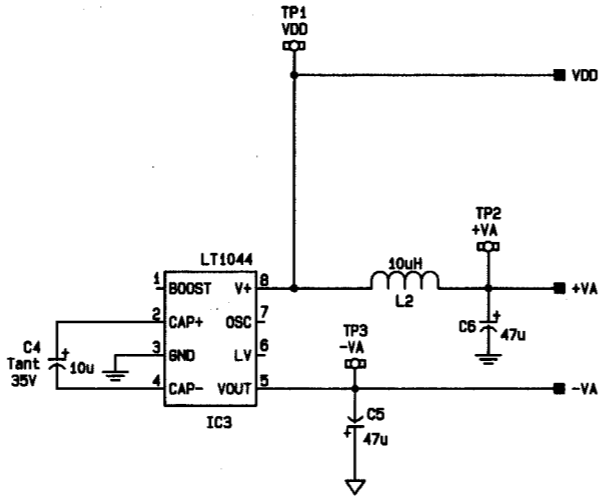 TP1
VDD
VDD
TP2
+VA
LT1044
10uH
1
BOOST
V+
8
+VA
L2
2
CAP+
OSC
7
C6
+
47u
TP3
-VA
C4
+
Tant
10u
35V
3
GND
LV
6
4
CAP-
VOUT
5
-VA
IC3
C5
+
47u